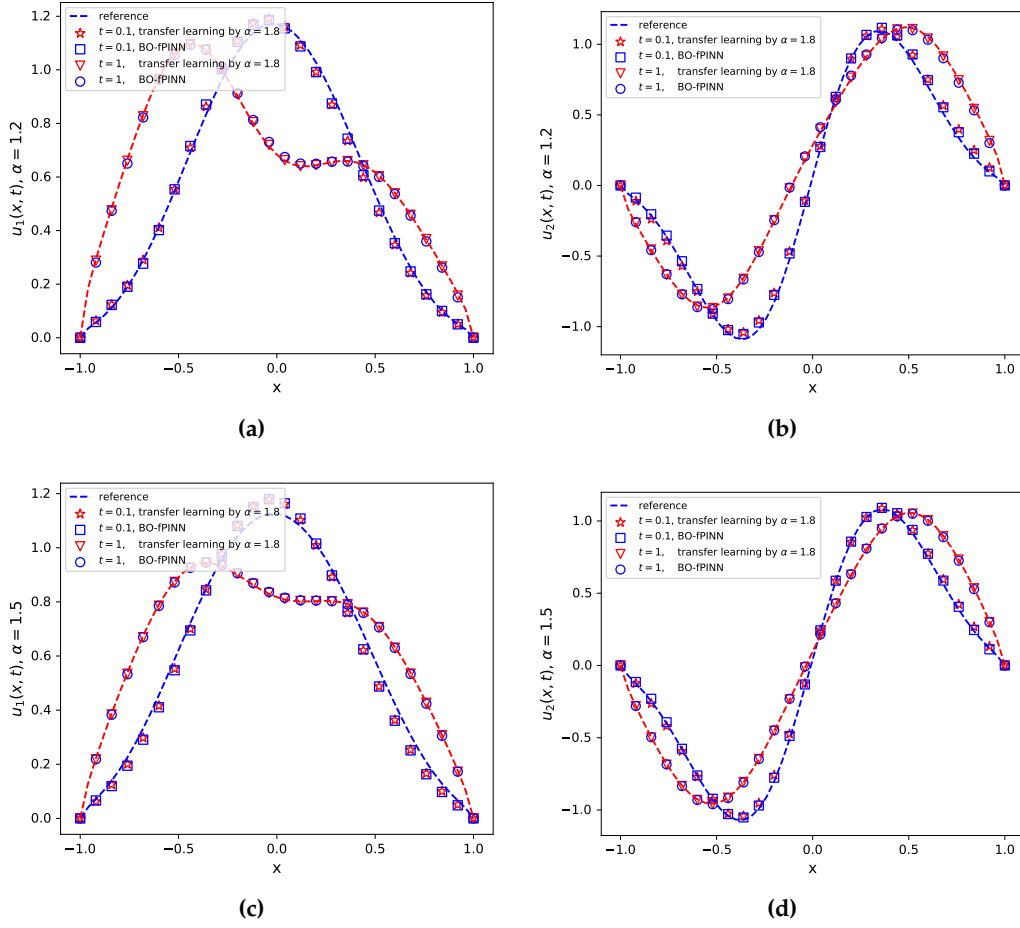 reference
t = 0.1, transfer learning by α = 1.8
t = 0.1, BO-fPINN
t = 1, transfer learning by α = 1.8
t = 1, BO-fPINN
u₁(x, t), α = 1.2
1.2
1.0
0.8
0.6
0.4
0.2
0.0
−1.0 −0.5 0.0 0.5 1.0
x
(a)
reference
t = 0.1, transfer learning by α = 1.8
t = 0.1, BO-fPINN
t = 1, transfer learning by α = 1.8
t = 1, BO-fPINN
u₂(x, t), α = 1.2
1.0
0.5
0.0
−0.5
−1.0
−1.0 −0.5 0.0 0.5 1.0
x
(b)
reference
t = 0.1, transfer learning by α = 1.8
t = 0.1, BO-fPINN
t = 1, transfer learning by α = 1.8
t = 1, BO-fPINN
u₁(x, t), α = 1.5
1.2
1.0
0.8
0.6
0.4
0.2
0.0
−1.0 −0.5 0.0 0.5 1.0
x
(c)
reference
t = 0.1, transfer learning by α = 1.8
t = 0.1, BO-fPINN
t = 1, transfer learning by α = 1.8
t = 1, BO-fPINN
u₂(x, t), α = 1.5
1.0
0.5
0.0
−0.5
−1.0
−1.0 −0.5 0.0 0.5 1.0
x
(d)